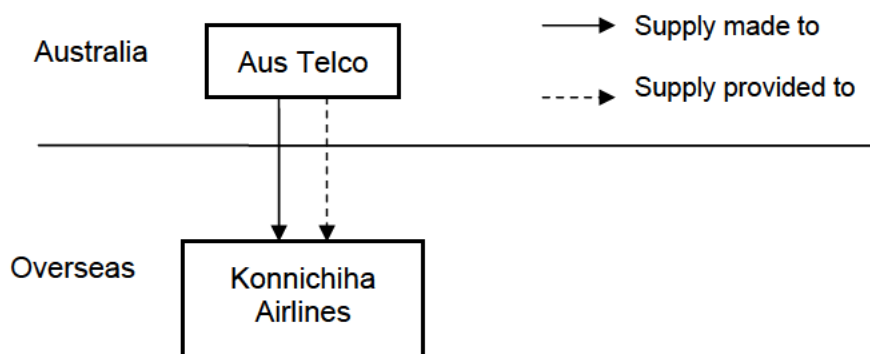 Australia
Aus Telco
Supply made to
Supply provided to
Overseas
Konnichiha
Airlines